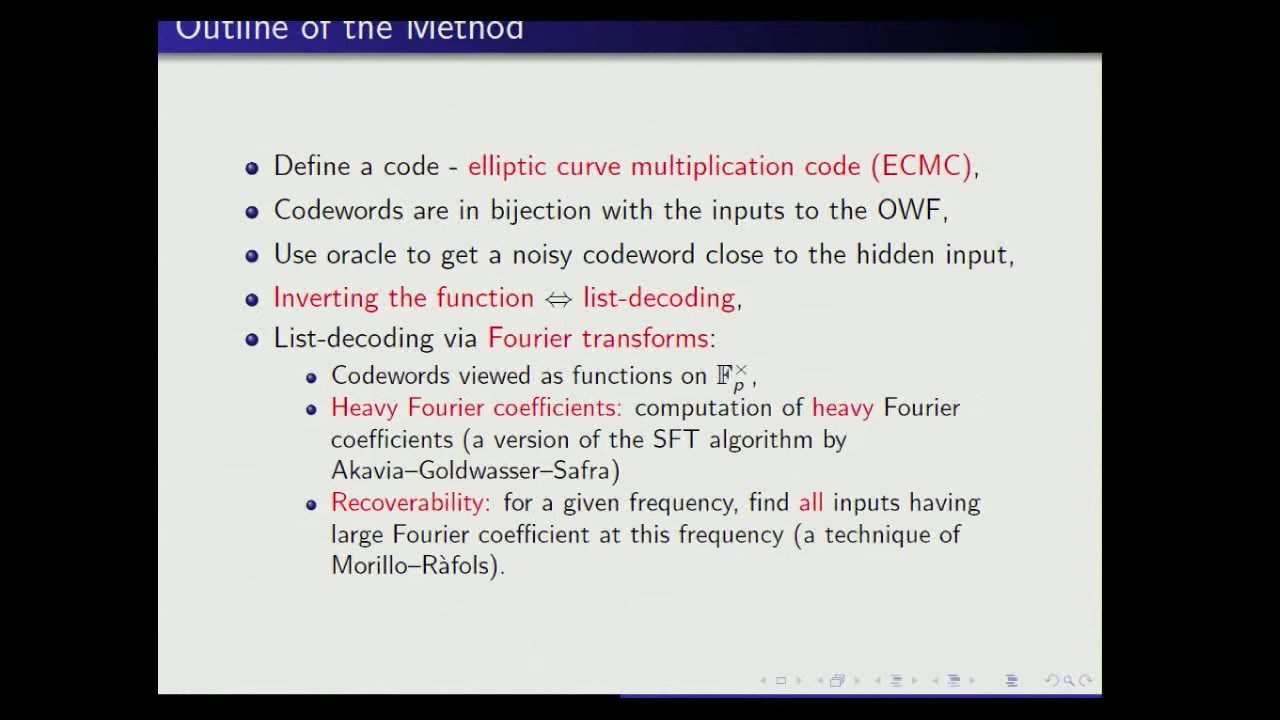 Outline of the Method
Define a code - elliptic curve multiplication code (ECMC),
Codewords are in bijection with the inputs to the OWF,
Use oracle to get a noisy codeword close to the hidden input,
Inverting the function ⇔ list-decoding,
List-decoding via Fourier transforms:
Codewords viewed as functions on 𝔽ₚˣ,
Heavy Fourier coefficients: computation of heavy Fourier
coefficients (a version of the SFT algorithm by
Akavia–Goldwasser–Safra)
Recoverability: for a given frequency, find all inputs having
large Fourier coefficient at this frequency (a technique of
Morillo–Ràfols).